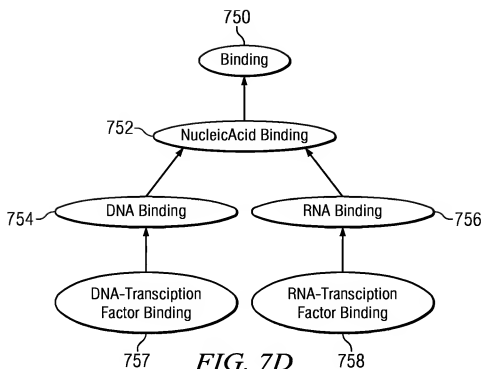 750
Binding
752
NucleicAcid Binding
754
DNA Binding
RNA Binding
756
DNA-Transciption
Factor Binding
RNA-Transciption
Factor Binding
757
FIG. 7D
758